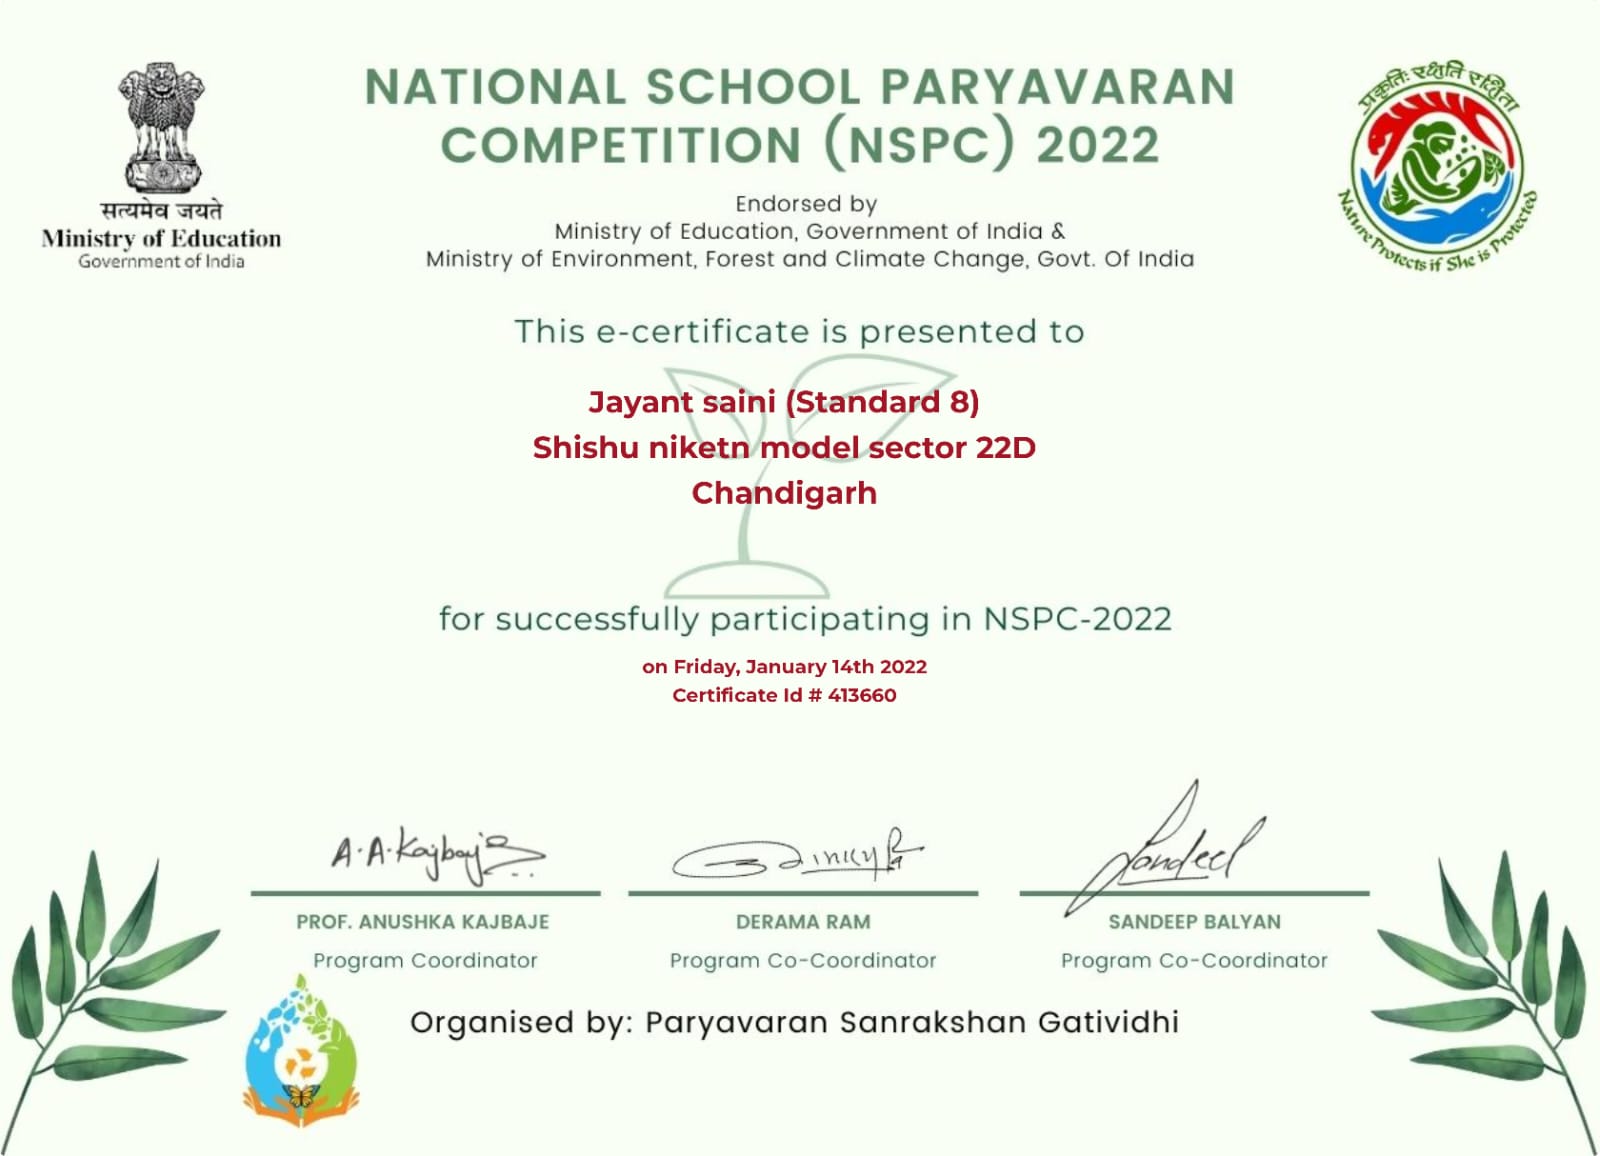 NATIONAL SCHOOL PARYAVARAN
COMPETITION (NSPC) 2022
सत्यमेव जयते
Ministry of Education
Government of India
Endorsed by
Ministry of Education, Government of India &
Ministry of Environment, Forest and Climate Change, Govt. Of India
प्रकृतिः रक्षति रक्षिता
Nature Protects if She is Protected
This e-certificate is presented to
Jayant saini (Standard 8)
Shishu niketn model sector 22D
Chandigarh
for successfully participating in NSPC-2022
on Friday, January 14th 2022
Certificate Id # 413660
A.A.Kajbaje
Sandeep
PROF. ANUSHKA KAJBAJE
DERAMA RAM
SANDEEP BALYAN
Program Coordinator
Program Co-Coordinator
Program Co-Coordinator
Organised by: Paryavaran Sanrakshan Gatividhi